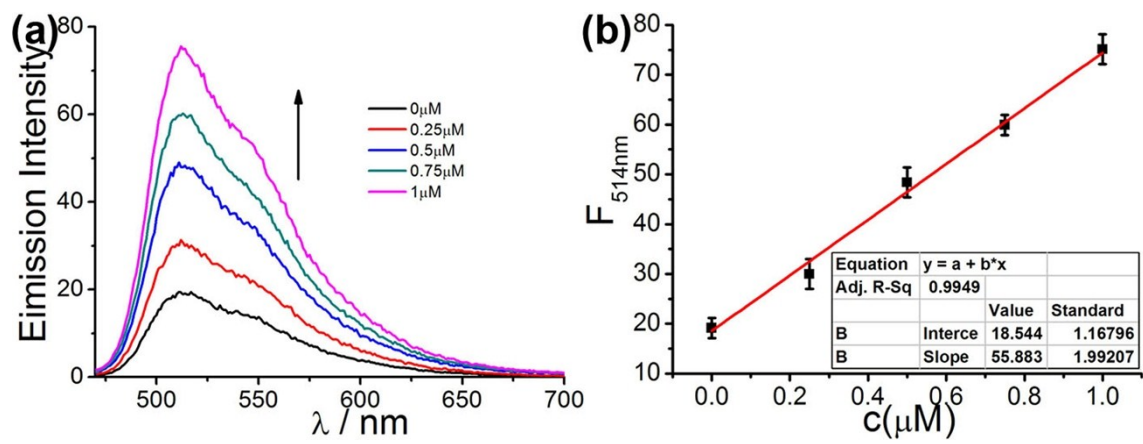 (a)
Eimission Intensity
80
60
40
20
0
500
550
600
650
700
λ / nm
0μM
0.25μM
0.5μM
0.75μM
1μM
(b)
F514nm
80
70
60
50
40
30
20
10
0.0
0.2
0.4
0.6
0.8
1.0
c(μM)
Equation y = a + b*x
Adj. R-Sq 0.9949
Value Standard
B Interce 18.544 1.16796
B Slope 55.883 1.99207